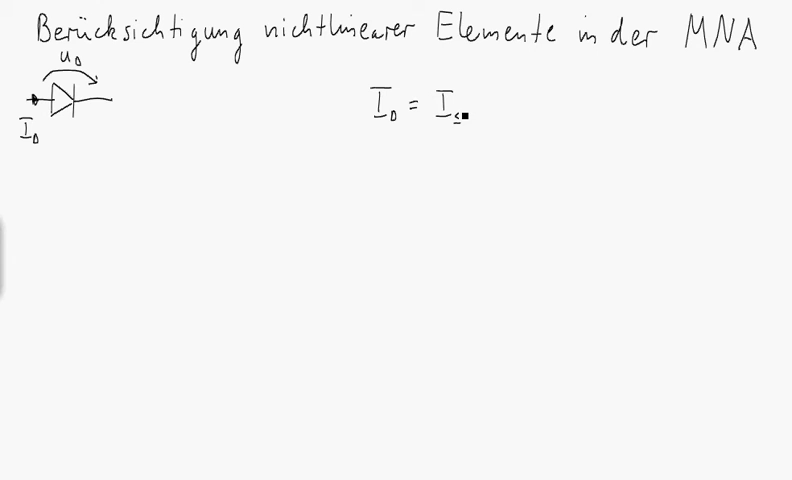 Berücksichtigung nichtlinearer Elemente in der MNA
u_D
I_D = I_S
I_D